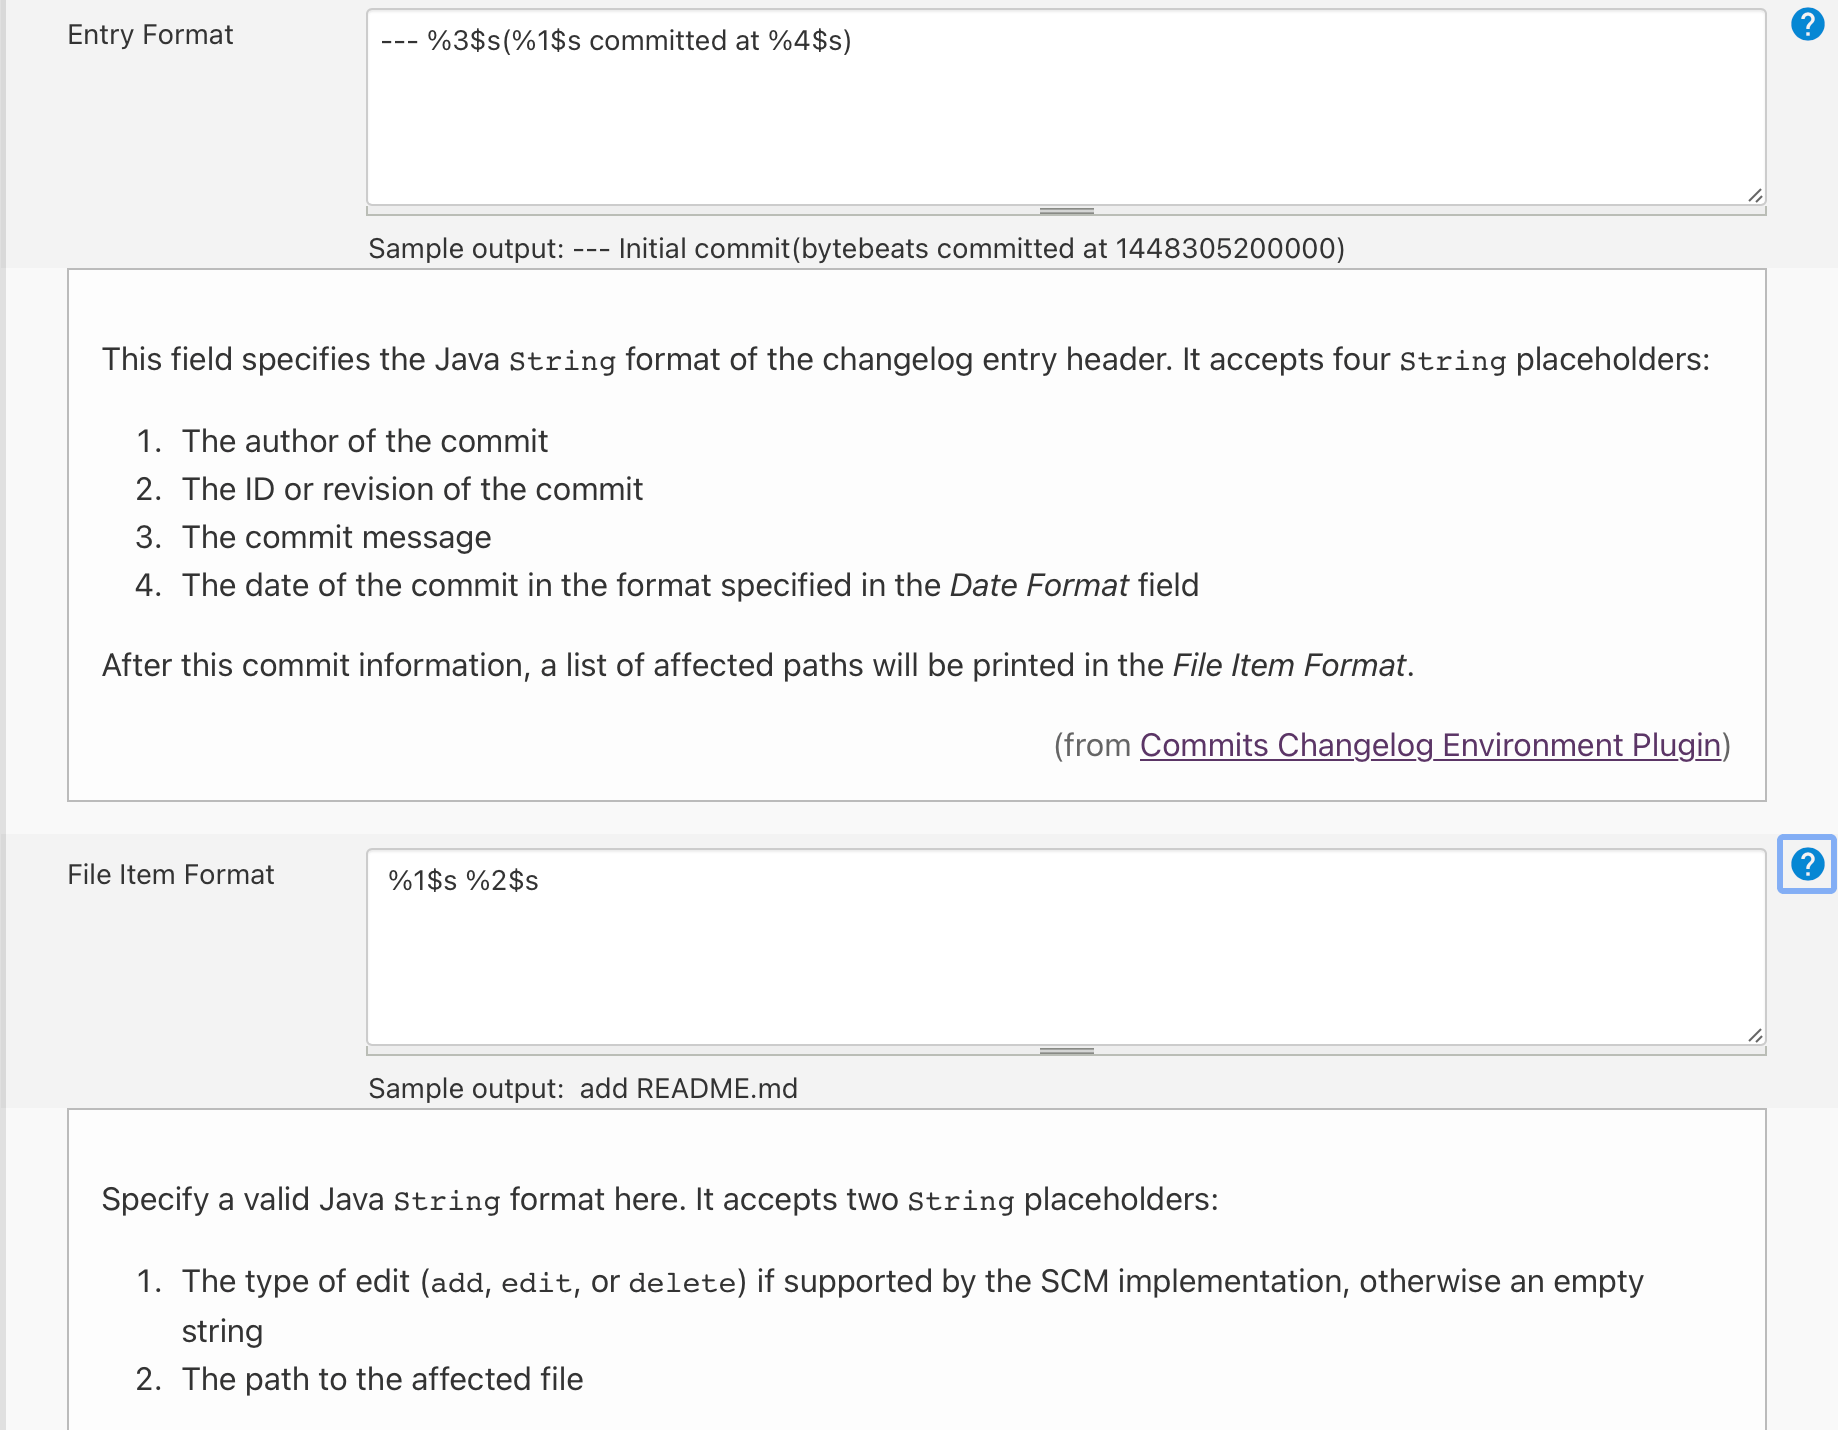 Entry Format
--- %3$s(%1$s committed at %4$s)
Sample output: --- Initial commit(bytebeats committed at 1448305200000)
This field specifies the Java String format of the changelog entry header. It accepts four String placeholders:
1. The author of the commit
2. The ID or revision of the commit
3. The commit message
4. The date of the commit in the format specified in the Date Format field
After this commit information, a list of affected paths will be printed in the File Item Format.
(from Commits Changelog Environment Plugin)
File Item Format
%1$s %2$s
Sample output:  add README.md
Specify a valid Java String format here. It accepts two String placeholders:
1. The type of edit (add, edit, or delete) if supported by the SCM implementation, otherwise an empty
string
2. The path to the affected file